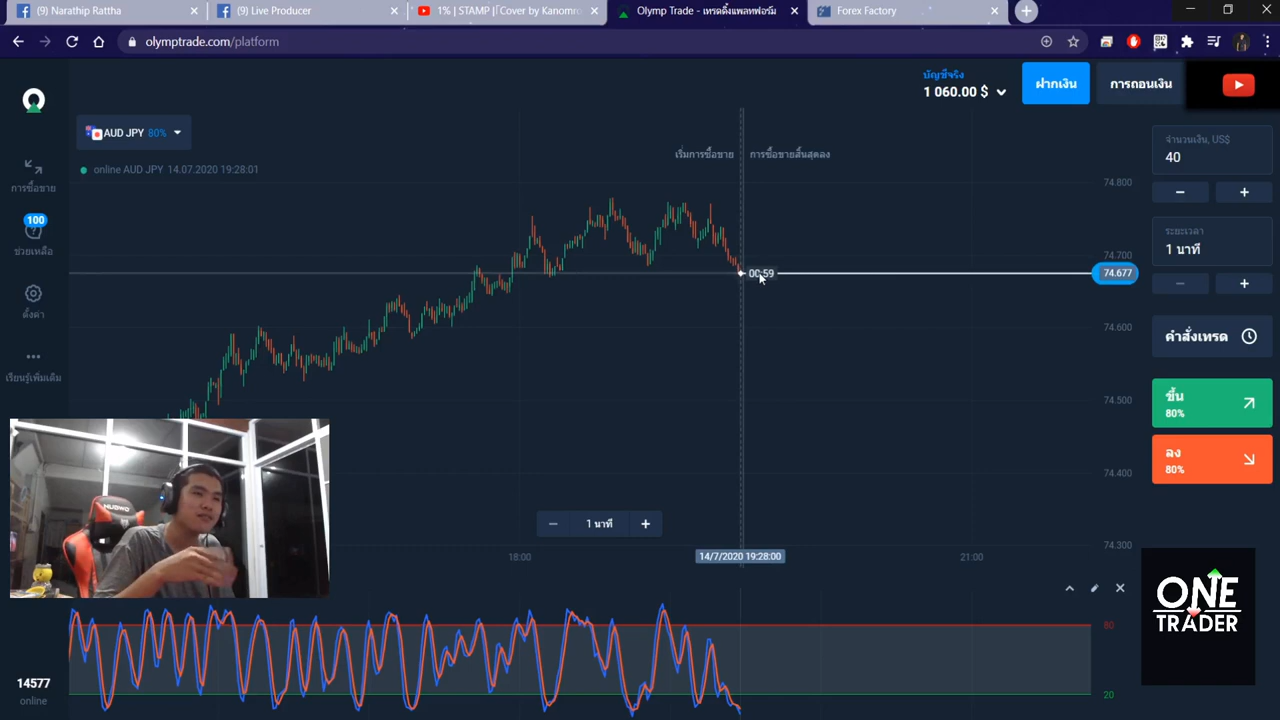 (9) Narathip Rattha
(9) Live Producer
1% | STAMP |「Cover by Kanomro
Olymp Trade - เทรดดิ้งแพลทฟอร์ม
Forex Factory
olymptrade.com/platform
บัญชีจริง
1 060.00 $
ฝากเงิน
การถอนเงิน
AUD JPY 80%
online AUD JPY 14.07.2020 19:28:01
เริ่มการซื้อขาย
การซื้อขายสิ้นสุดลง
การซื้อขาย
100
ช่วยเหลือ
ตั้งค่า
เรียนรู้เพิ่มเติม
14577
online
74.800
74.700
74.677
74.600
74.500
74.400
74.300
00:59
จำนวนเงิน, US$
40
ระยะเวลา
1 นาที
คำสั่งเทรด
ขึ้น
80%
ลง
80%
1 นาที
18:00
14/7/2020 19:28:00
21:00
80
20
ONE
TRADER